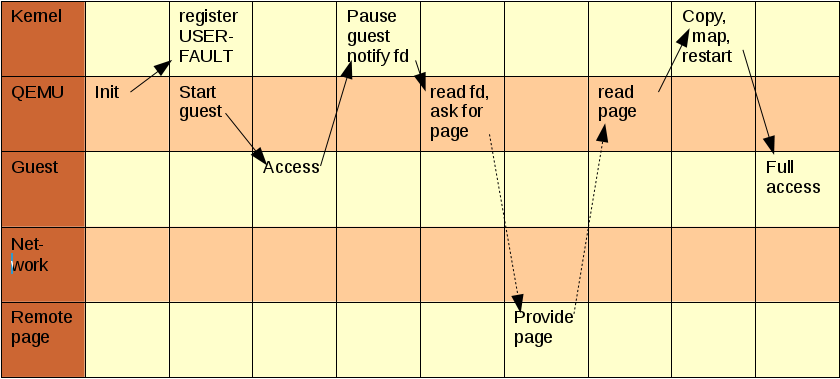 Kernel
register
USER-
FAULT
Pause
guest
notify fd
Copy,
map,
restart
QEMU
Init
Start
guest
read fd,
ask for
page
read
page
Guest
Access
Full
access
Net-
work
Remote
page
Provide
page